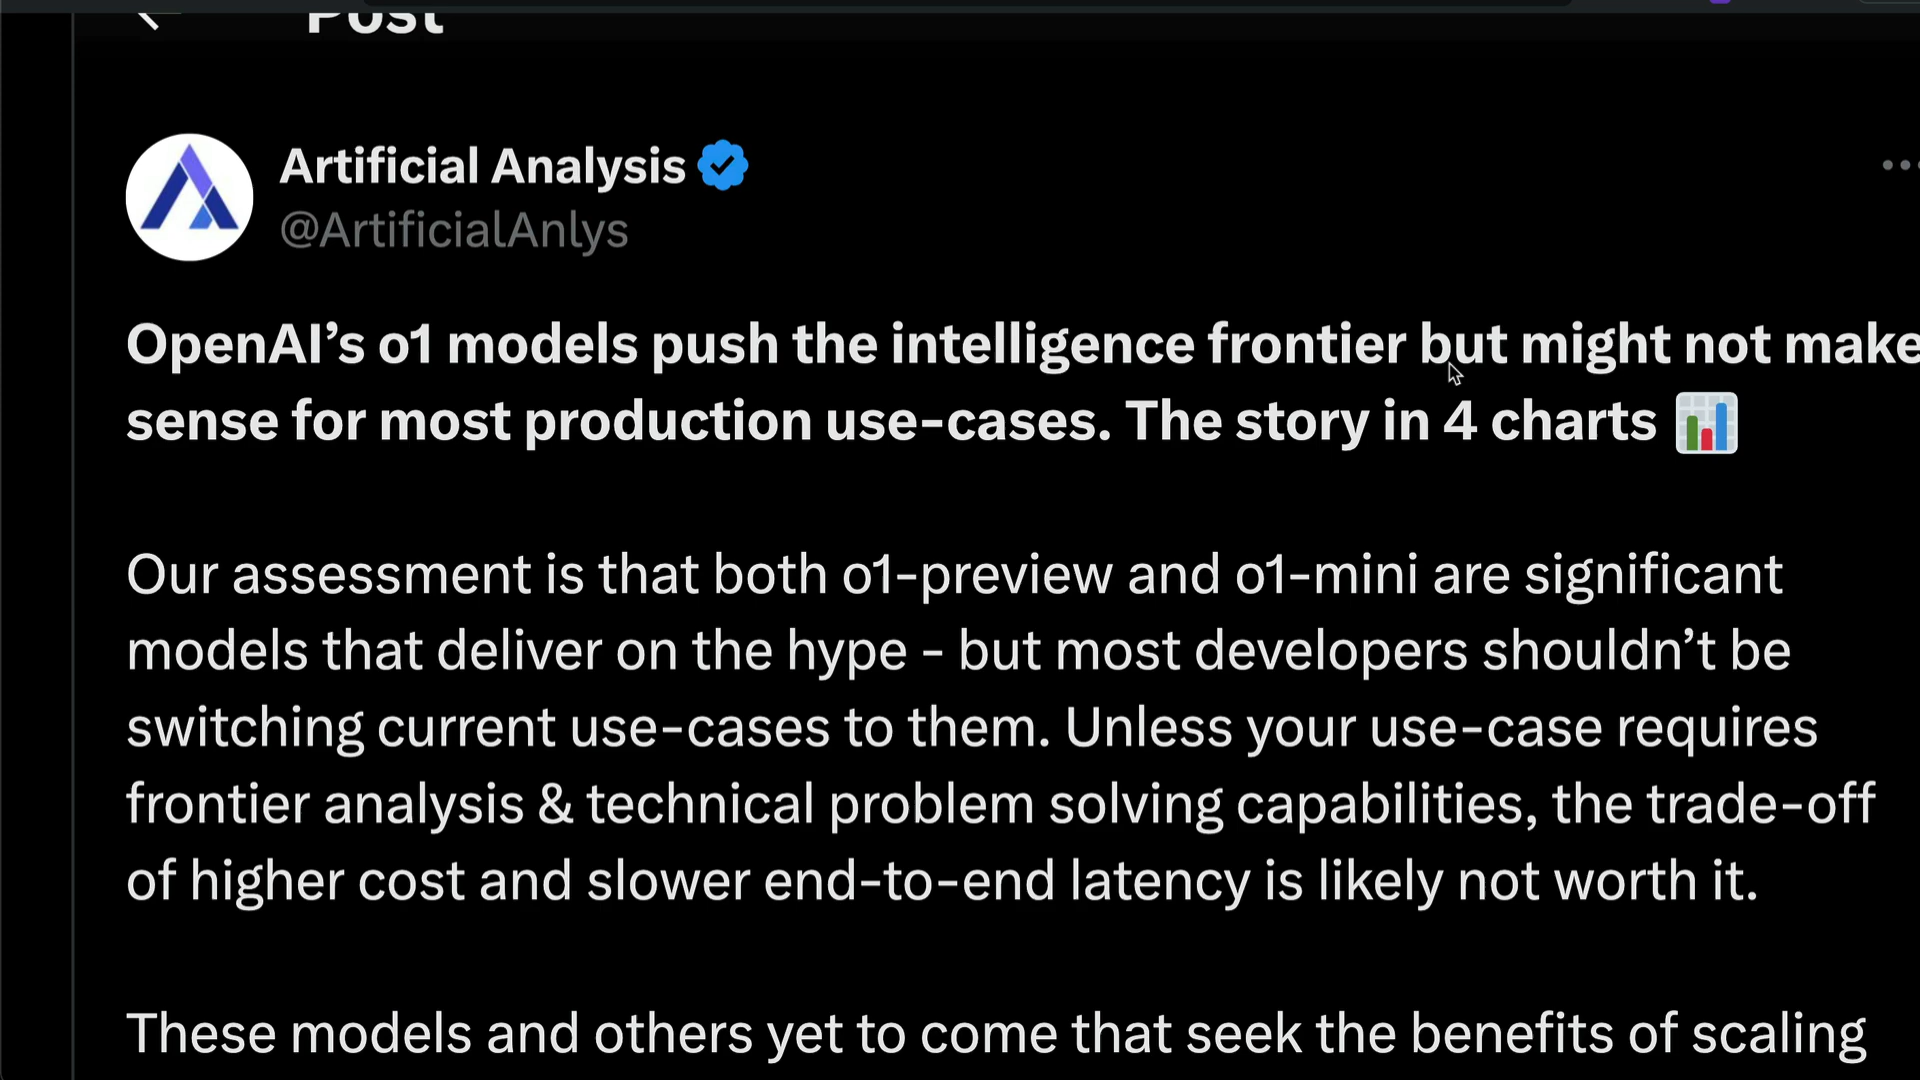 Post
Artificial Analysis
@ArtificialAnlys
OpenAI’s o1 models push the intelligence frontier but might not make
sense for most production use-cases. The story in 4 charts 📊
Our assessment is that both o1-preview and o1-mini are significant
models that deliver on the hype - but most developers shouldn’t be
switching current use-cases to them. Unless your use-case requires
frontier analysis & technical problem solving capabilities, the trade-off
of higher cost and slower end-to-end latency is likely not worth it.
These models and others yet to come that seek the benefits of scaling